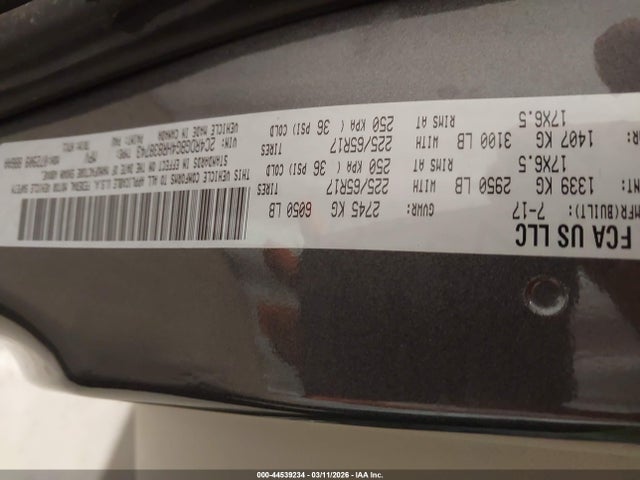 FCA US LLC
MFR(BUILT): 7-17 GVWR: 2745 KG 6050 LB
1339 KG 2950 LB WITH TIRES 225/65R17
17X6.5 RIMS AT 250 KPA ( 36 PSI) COLD
1407 KG 3100 LB WITH TIRES 225/65R17
17X6.5 RIMS AT 250 KPA ( 36 PSI) COLD
THIS VEHICLE CONFORMS TO ALL APPLICABLE U.S.A. FEDERAL MOTOR VEHICLE SAFETY
STANDARDS IN EFFECT ON THE DATE OF MANUFACTURE SHOWN ABOVE.
VIN: TYPE: MPV
VEHICLE MADE IN CANADA PAINT:
000-44539234 - 03/11/2026 - IAA Inc.